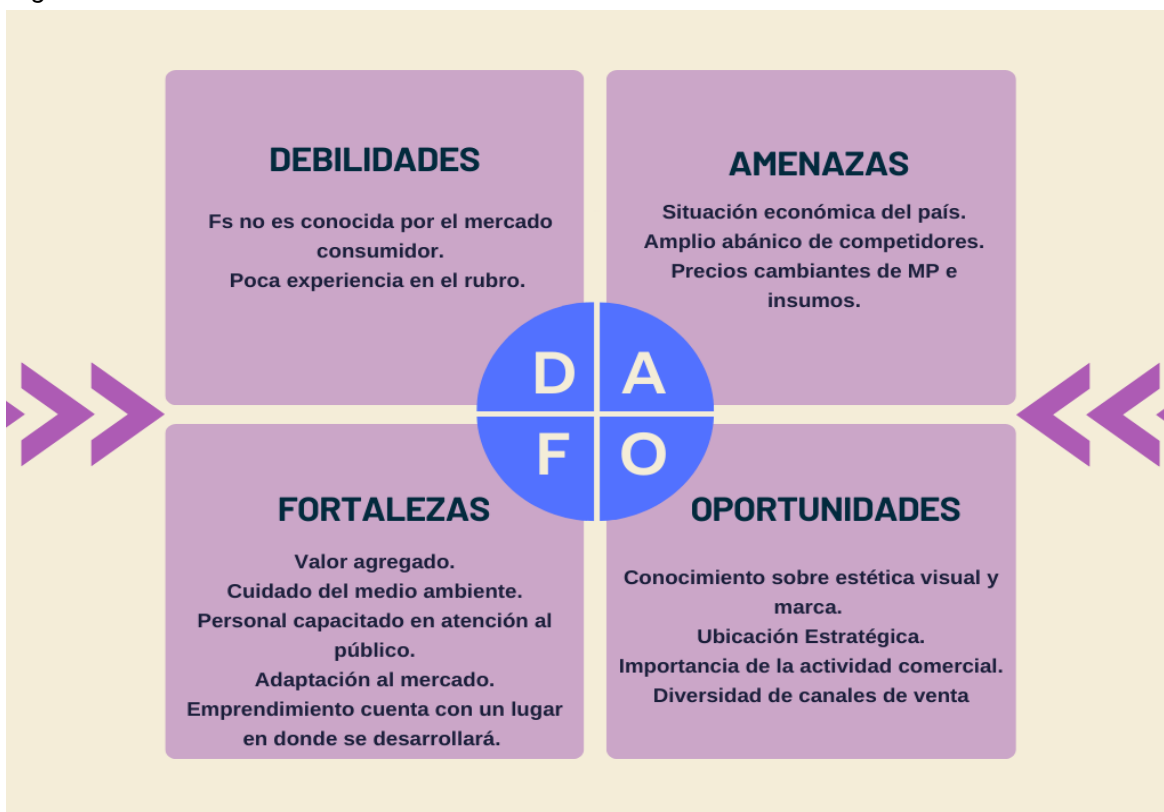 DEBILIDADES
Fs no es conocida por el mercado
consumidor.
Poca experiencia en el rubro.
AMENAZAS
Situación económica del país.
Amplio abánico de competidores.
Precios cambiantes de MP e
insumos.
D A
F O
FORTALEZAS
Valor agregado.
Cuidado del medio ambiente.
Personal capacitado en atención al
público.
Adaptación al mercado.
Emprendimiento cuenta con un lugar
en donde se desarrollará.
OPORTUNIDADES
Conocimiento sobre estética visual y
marca.
Ubicación Estratégica.
Importancia de la actividad comercial.
Diversidad de canales de venta